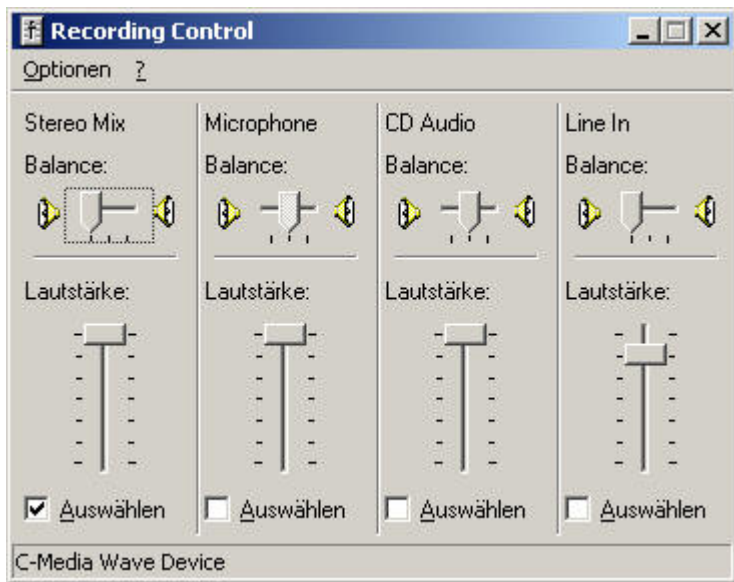 Recording Control
Optionen ?
Stereo Mix
Balance:
Lautstärke:
Auswählen
Microphone
Balance:
Lautstärke:
Auswählen
CD Audio
Balance:
Lautstärke:
Auswählen
Line In
Balance:
Lautstärke:
Auswählen
C-Media Wave Device